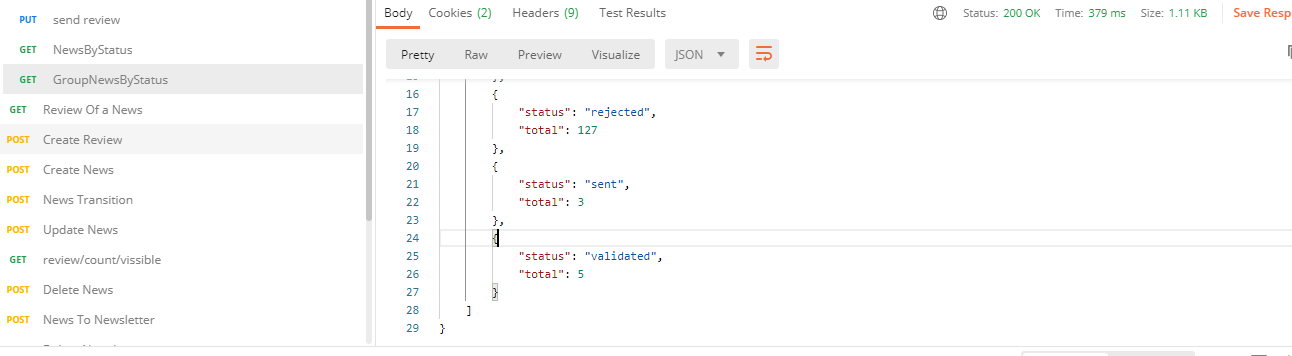 PUT send review
GET NewsByStatus
GET GroupNewsByStatus
GET Review Of a News
POST Create Review
POST Create News
POST News Transition
POST Update News
GET review/count/vissible
POST Delete News
POST News To Newsletter
Body Cookies (2) Headers (9) Test Results Status: 200 OK Time: 379 ms Size: 1.11 KB Save Resp
Pretty Raw Preview Visualize JSON
16 {
17 "status": "rejected",
18 "total": 127
19 },
20 {
21 "status": "sent",
22 "total": 3
23 },
24 {
25 "status": "validated",
26 "total": 5
27 }
28 ]
29 }